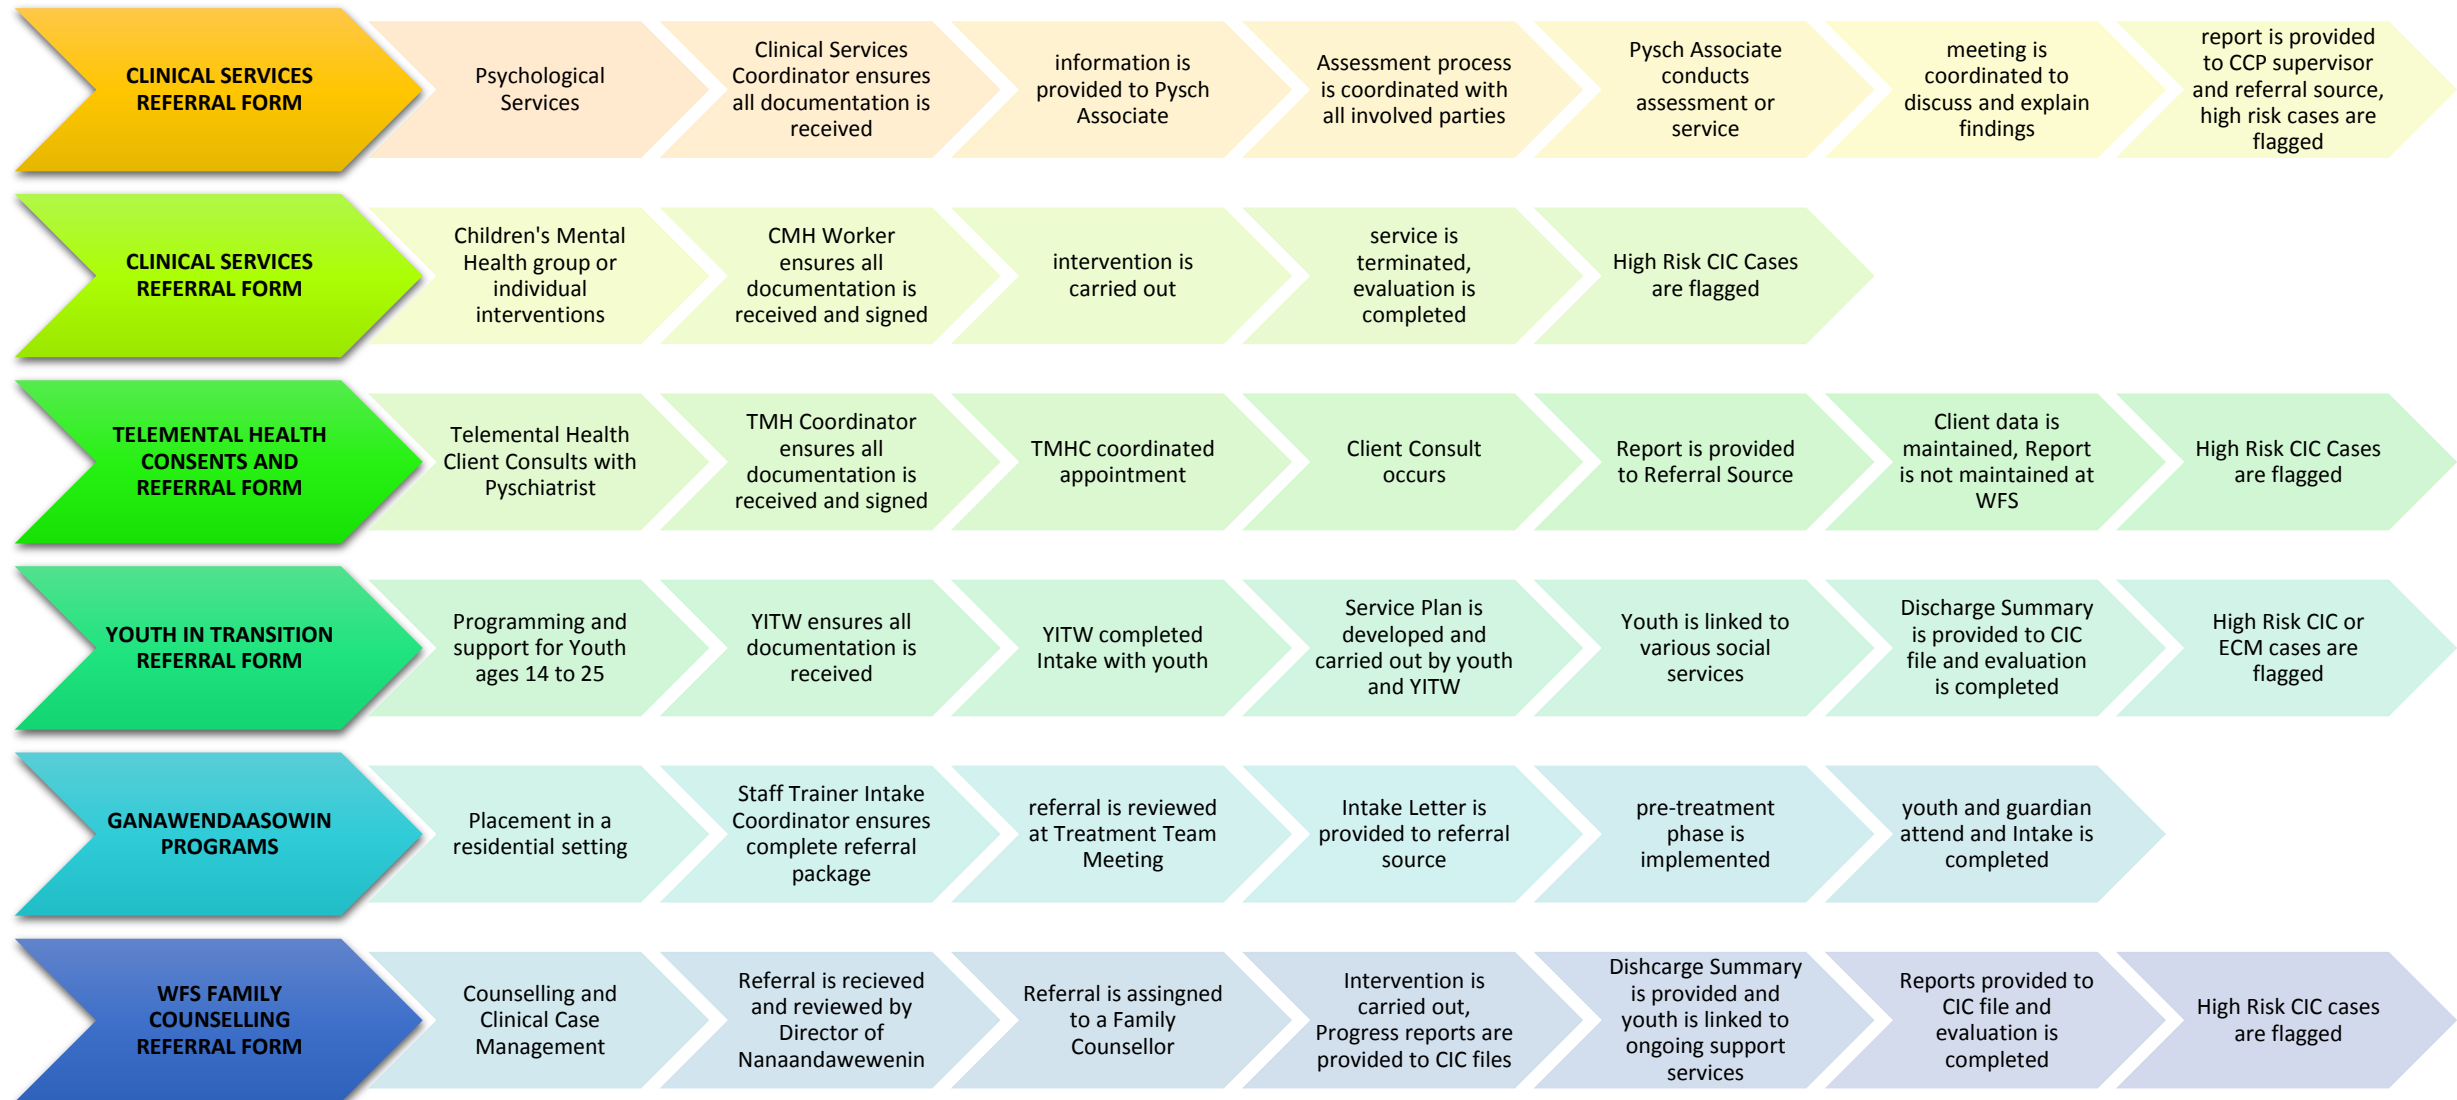 CLINICAL SERVICES
REFERRAL FORM
Psychological
Services
Clinical Services
Coordinator ensures
all documentation is
received
information is
provided to Pysch
Associate
Assessment process
is coordinated with
all involved parties
Pysch Associate
conducts
assessment or
service
meeting is
coordinated to
discuss and explain
findings
report is provided
to CCP supervisor
and referral source,
high risk cases are
flagged
CLINICAL SERVICES
REFERRAL FORM
Children's Mental
Health group or
individual
interventions
CMH Worker
ensures all
documentation is
received and signed
intervention is
carried out
service is
terminated,
evaluation is
completed
High Risk CIC Cases
are flagged
TELEMENTAL HEALTH
CONSENTS AND
REFERRAL FORM
Telemental Health
Client Consults with
Pyschiatrist
TMH Coordinator
ensures all
documentation is
received and signed
TMHC coordinated
appointment
Client Consult
occurs
Report is provided
to Referral Source
Client data is
maintained, Report
is not maintained at
WFS
High Risk CIC Cases
are flagged
YOUTH IN TRANSITION
REFERRAL FORM
Programming and
support for Youth
ages 14 to 25
YITW ensures all
documentation is
received
YITW completed
Intake with youth
Service Plan is
developed and
carried out by youth
and YITW
Youth is linked to
various social
services
Discharge Summary
is provided to CIC
file and evaluation
is completed
High Risk CIC or
ECM cases are
flagged
GANAWENDAASOWIN
PROGRAMS
Placement in a
residential setting
Staff Trainer Intake
Coordinator ensures
complete referral
package
referral is reviewed
at Treatment Team
Meeting
Intake Letter is
provided to referral
source
pre-treatment
phase is
implemented
youth and guardian
attend and Intake is
completed
WFS FAMILY
COUNSELLING
REFERRAL FORM
Counselling and
Clinical Case
Management
Referral is recieved
and reviewed by
Director of
Nanaandawewenin
Referral is assingned
to a Family
Counsellor
Intervention is
carried out,
Progress reports are
provided to CIC files
Dishcarge Summary
is provided and
youth is linked to
ongoing support
services
Reports provided to
CIC file and
evaluation is
completed
High Risk CIC cases
are flagged